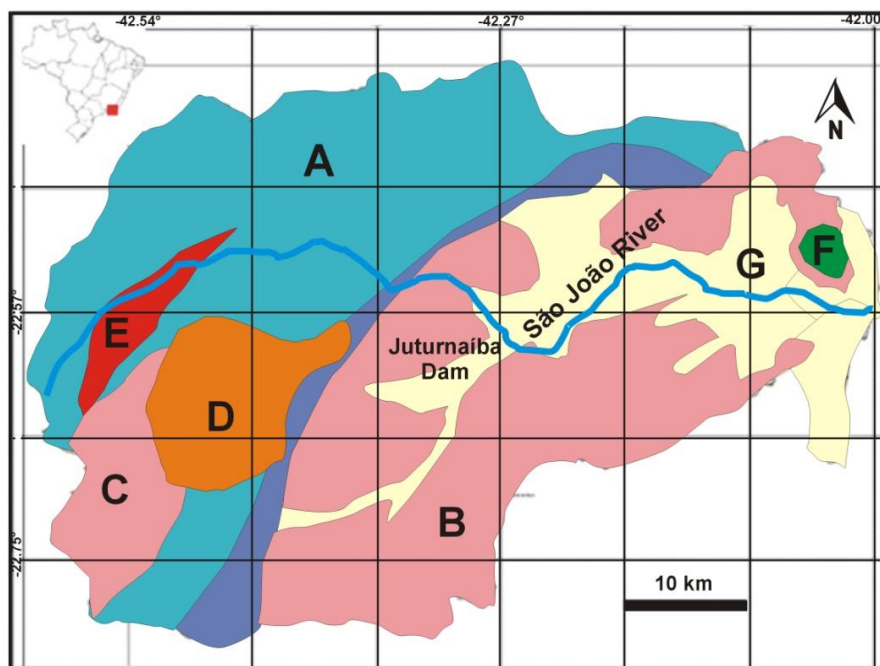 -42.54°
-42.27°
-42.00°
A
N
F
G
São João River
-22.57°
E
Juturnaíba
Dam
D
C
B
-22.75°
10 km